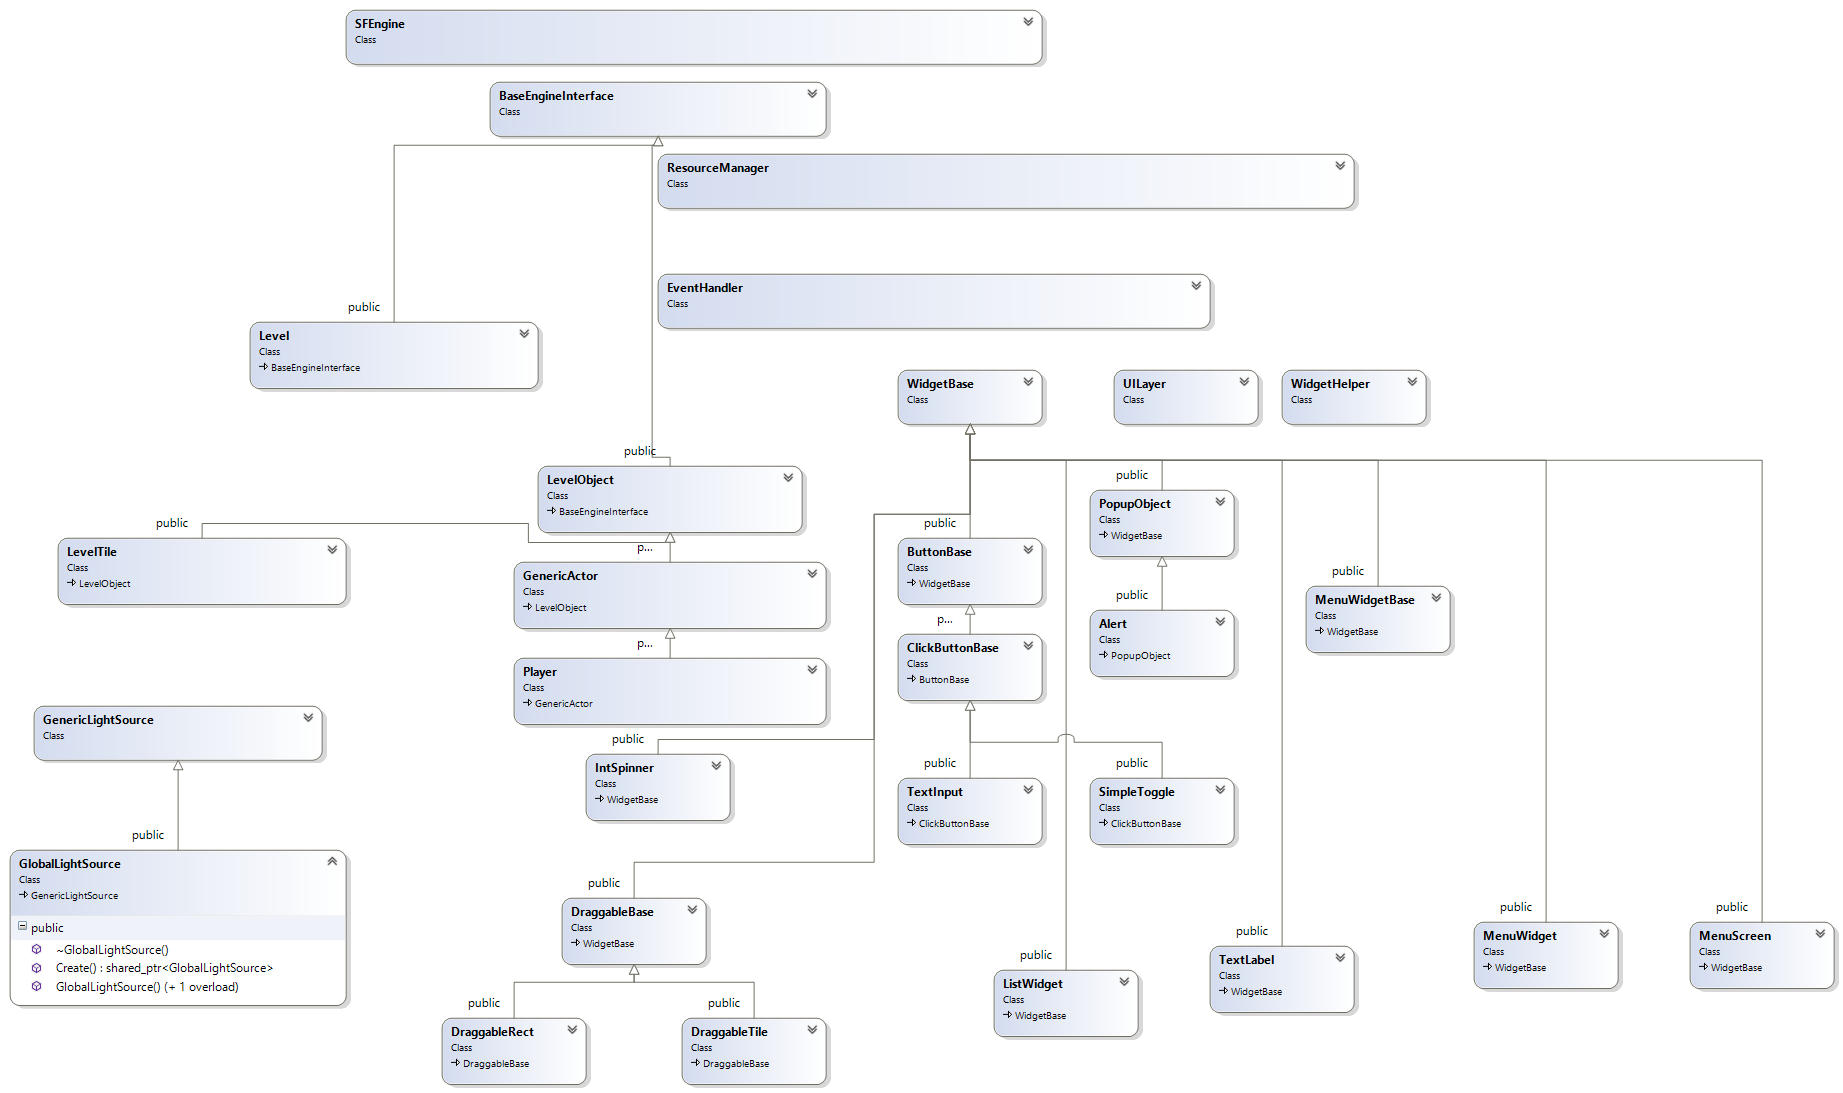 SFEngine
Class
BaseEngineInterface
Class
ResourceManager
Class
EventHandler
Class
public
Level
Class
BaseEngineInterface
WidgetBase
Class
UILayer
Class
WidgetHelper
Class
public
LevelObject
Class
BaseEngineInterface
public
PopupObject
Class
WidgetBase
public
LevelTile
Class
LevelObject
p...
GenericActor
Class
LevelObject
public
ButtonBase
Class
WidgetBase
public
MenuWidgetBase
Class
WidgetBase
public
Alert
Class
PopupObject
p...
ClickButtonBase
Class
ButtonBase
p...
Player
Class
GenericActor
GenericLightSource
Class
public
IntSpinner
Class
WidgetBase
public
TextInput
Class
ClickButtonBase
public
SimpleToggle
Class
ClickButtonBase
public
GlobalLightSource
Class
GenericLightSource
public
~GlobalLightSource()
Create() : shared_ptr<GlobalLightSource>
GlobalLightSource() (+ 1 overload)
public
DraggableBase
Class
WidgetBase
public
MenuWidget
Class
WidgetBase
public
MenuScreen
Class
WidgetBase
public
TextLabel
Class
WidgetBase
public
ListWidget
Class
WidgetBase
public
DraggableRect
Class
DraggableBase
public
DraggableTile
Class
DraggableBase